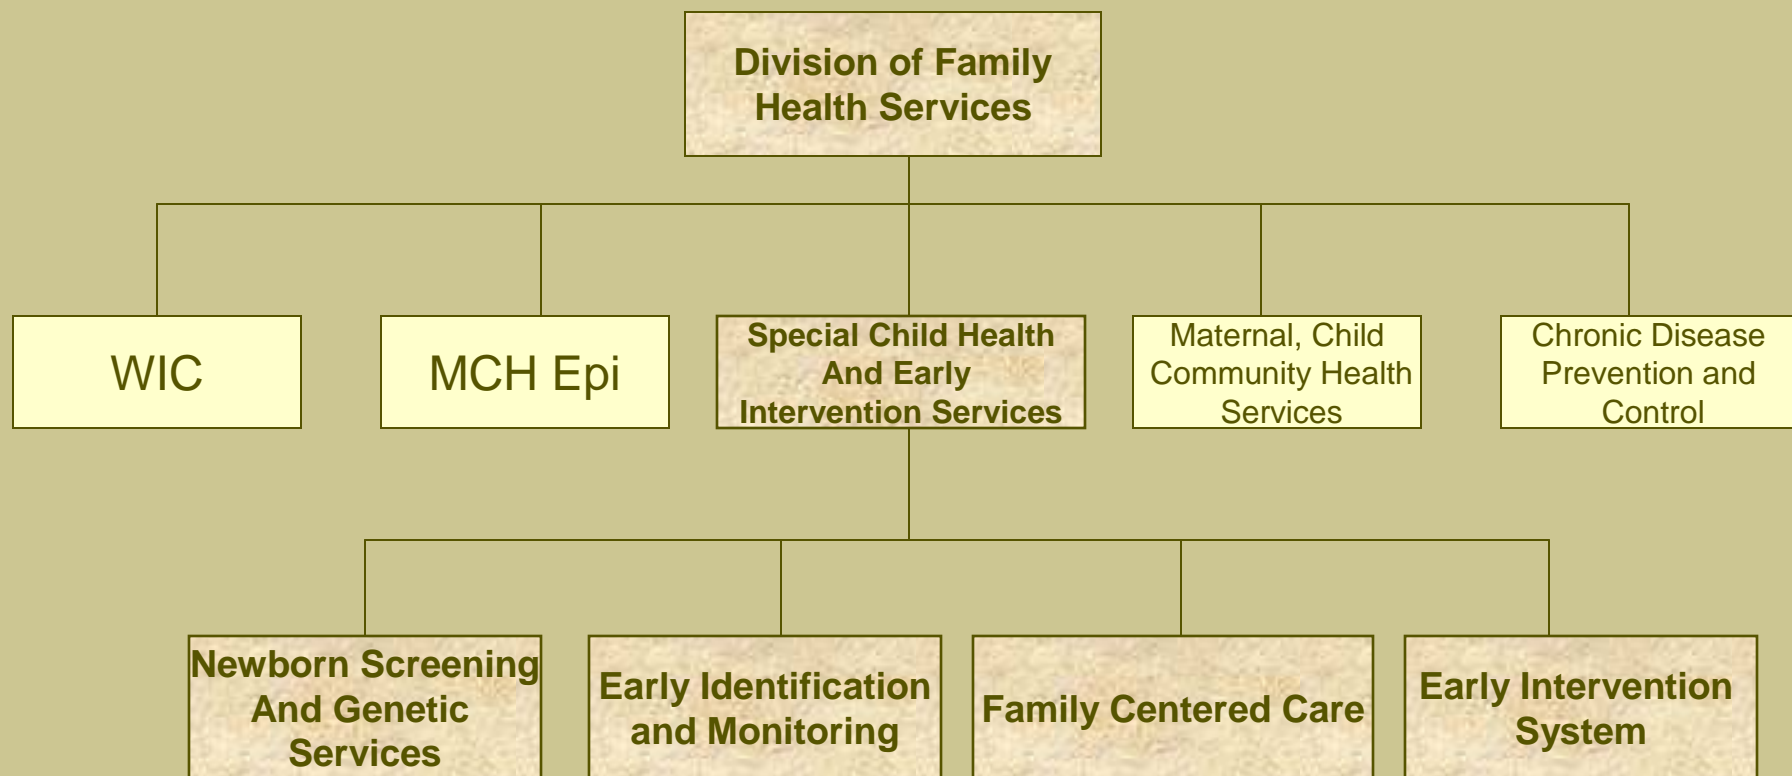 Division of Family
Health Services
WIC
MCH Epi
Special Child Health
And Early
Intervention Services
Maternal, Child
Community Health
Services
Chronic Disease
Prevention and
Control
Newborn Screening
And Genetic
Services
Early Identification
and Monitoring
Family Centered Care
Early Intervention
System